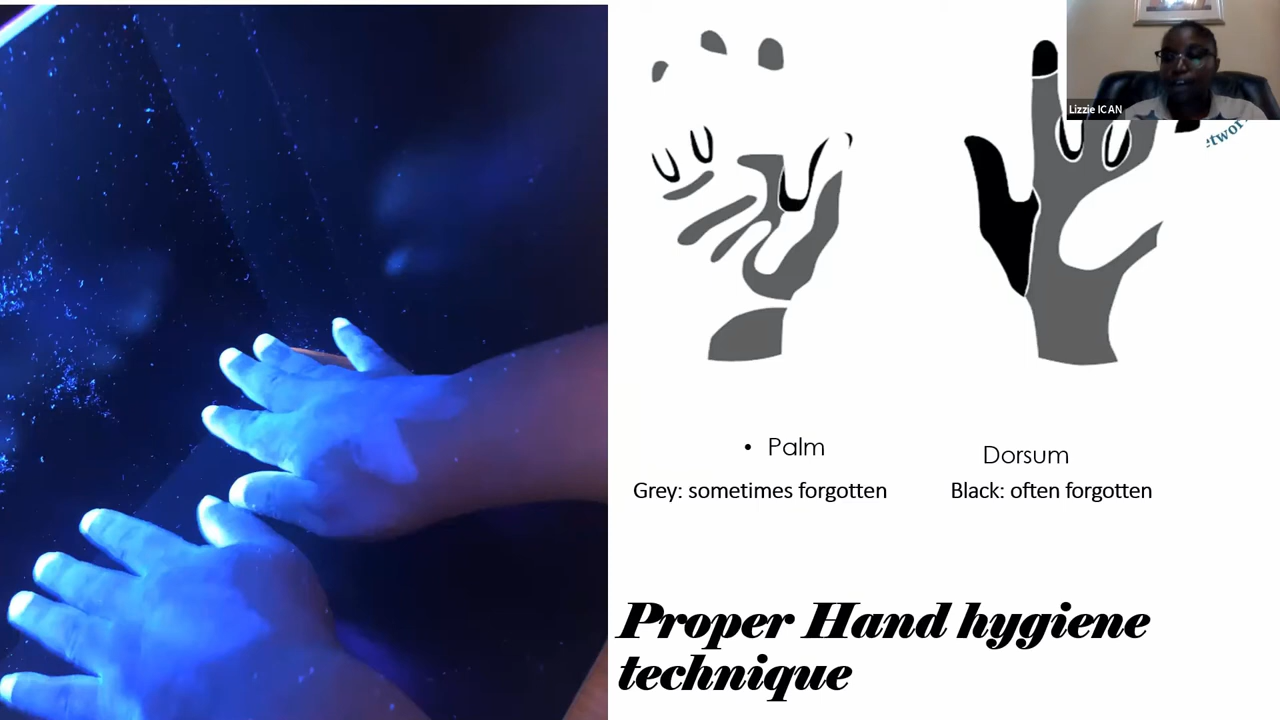 Lizzie ICAN
• Palm
Dorsum
Grey: sometimes forgotten
Black: often forgotten
Proper Hand hygiene
technique